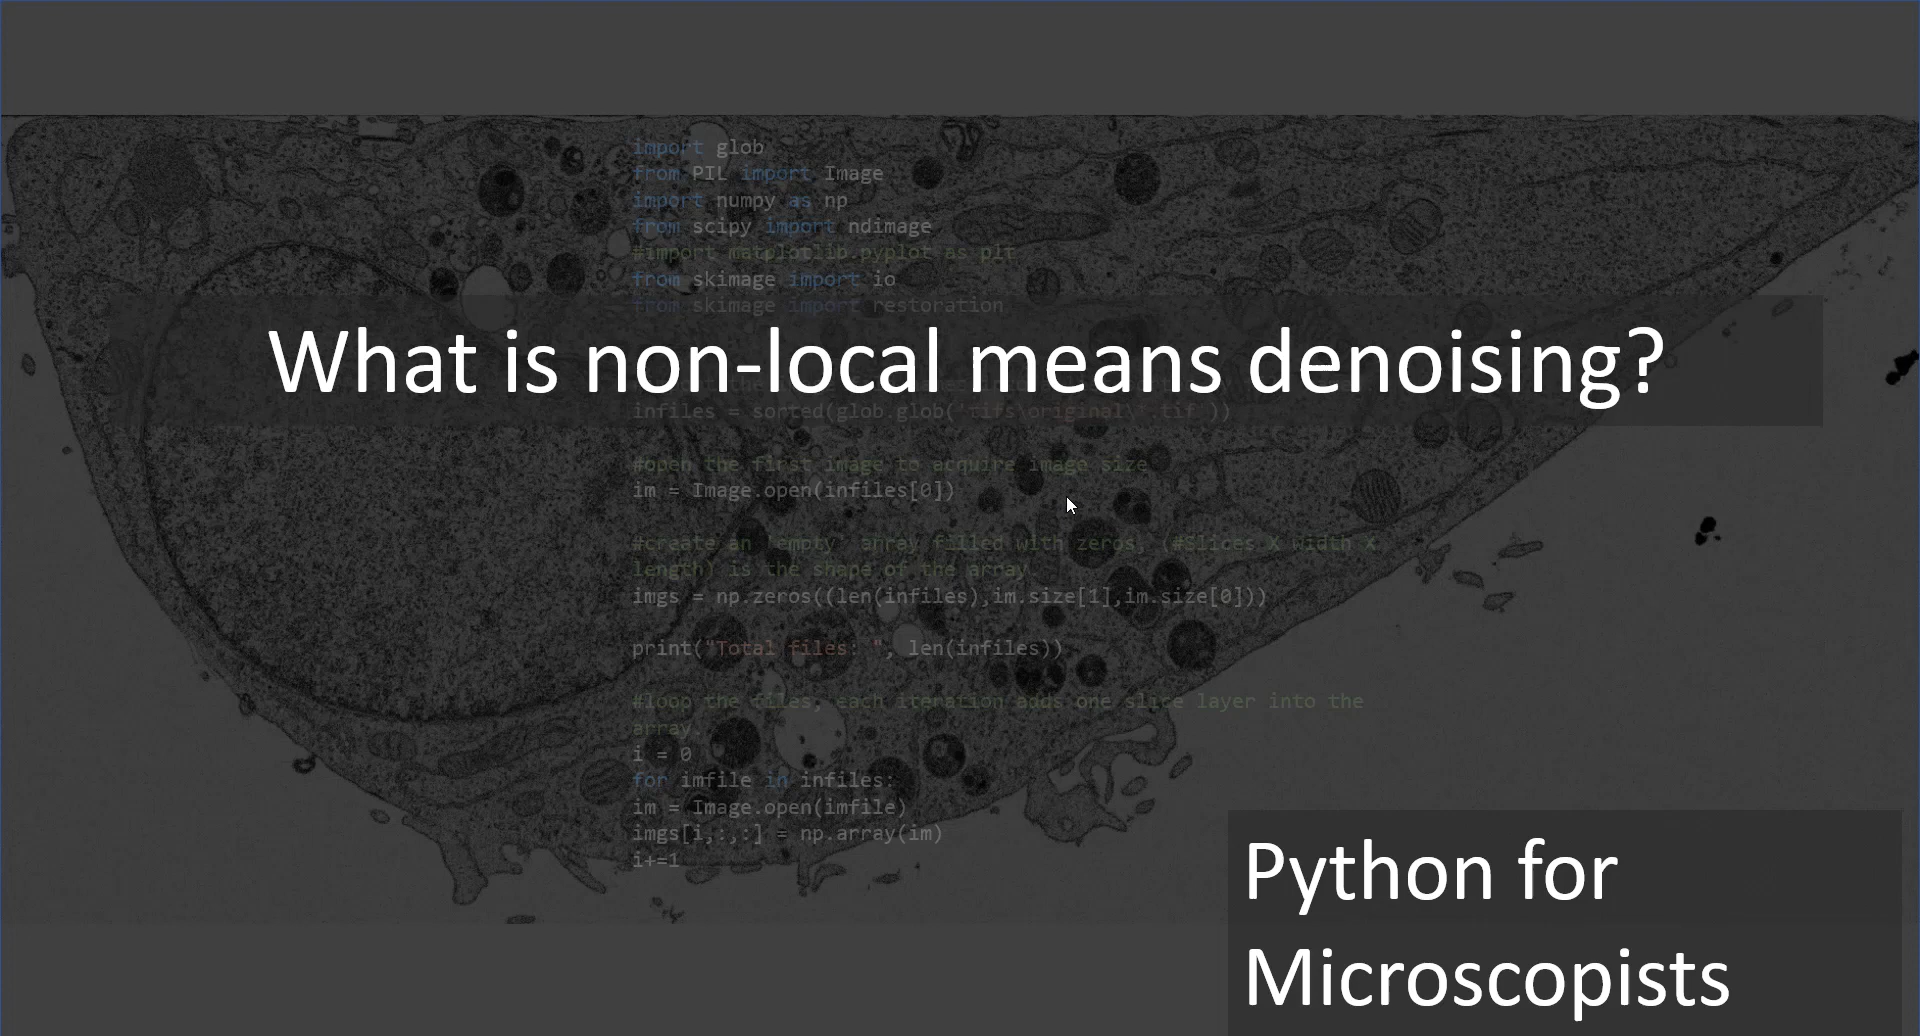 import glob
from PIL import Image
import numpy as np
from scipy import ndimage
#import matplotlib.pyplot as plt
from skimage import io
from skimage import restoration
What is non-local means denoising?
infiles = sorted(glob.glob('tifs\original\*.tif'))
#open the first image to acquire image size
im = Image.open(infiles[0])
#create an 'empty' array filled with zeros, (#Slices X width X
length) is the shape of the array
imgs = np.zeros((len(infiles),im.size[1],im.size[0]))
print("Total files: ", len(infiles))
#loop the files, each iteration adds one slice layer into the
array.
i = 0
for imfile in infiles:
im = Image.open(imfile)
imgs[i,:,:] = np.array(im)
i+=1
Python for
Microscopists